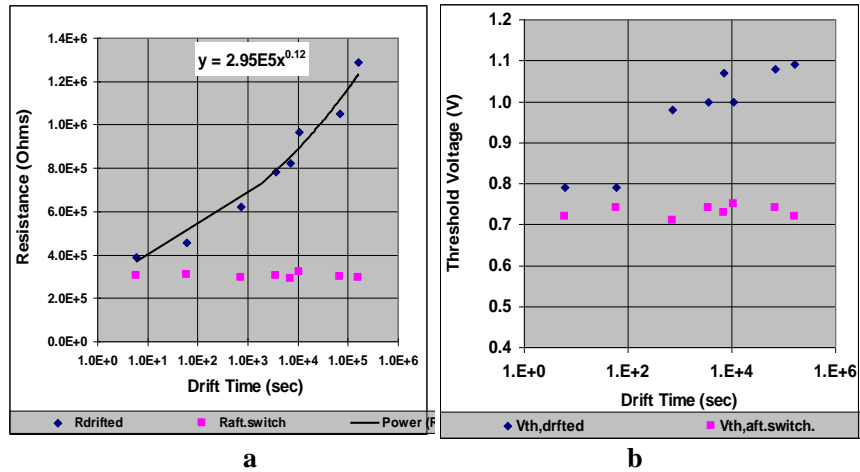 y = 2.95E5x^0.12
Resistance (Ohms)
1.4E+6
1.2E+6
1.0E+6
8.0E+5
6.0E+5
4.0E+5
2.0E+5
0.0E+0
1.0E+0 1.0E+1 1.0E+2 1.0E+3 1.0E+4 1.0E+5 1.0E+6
Drift Time (sec)
Rdrifted Raft.switch Power (R
a
Threshold Voltage (V)
1.2
1.1
1.0
0.9
0.8
0.7
0.6
0.5
0.4
1.E+0 1.E+2 1.E+4 1.E+6
Drift Time (sec)
Vth,drfted Vth,aft.switch.
b